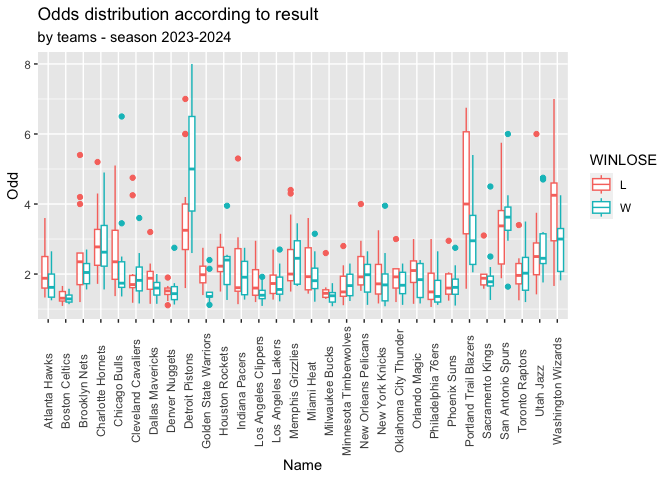 Odds distribution according to result
by teams - season 2023-2024
8
6
4
2
Odd
Atlanta Hawks
Boston Celtics
Brooklyn Nets
Charlotte Hornets
Chicago Bulls
Cleveland Cavaliers
Dallas Mavericks
Denver Nuggets
Detroit Pistons
Golden State Warriors
Houston Rockets
Indiana Pacers
Los Angeles Clippers
Los Angeles Lakers
Memphis Grizzlies
Miami Heat
Milwaukee Bucks
Minnesota Timberwolves
New Orleans Pelicans
New York Knicks
Oklahoma City Thunder
Orlando Magic
Philadelphia 76ers
Phoenix Suns
Portland Trail Blazers
Sacramento Kings
San Antonio Spurs
Toronto Raptors
Utah Jazz
Washington Wizards
Name
WINLOSE
L
W